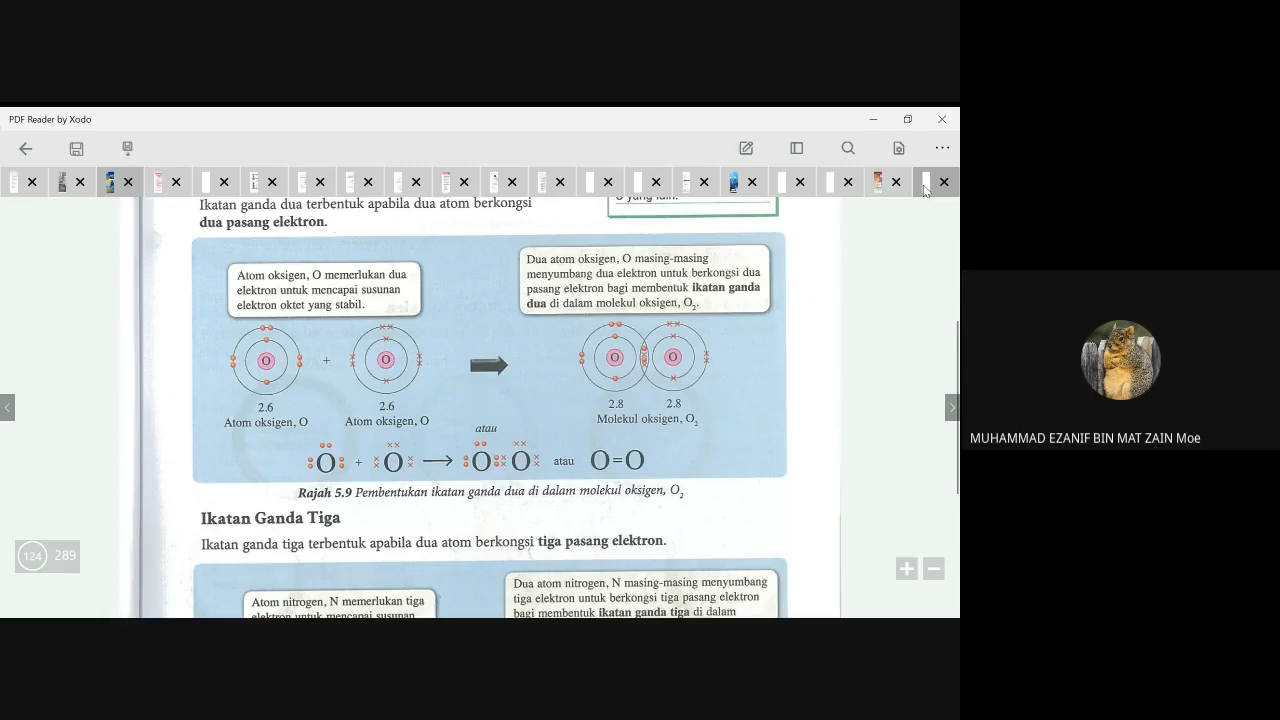 PDF Reader by Xodo
Ikatan ganda dua terbentuk apabila dua atom berkongsi
dua pasang elektron.
O yang lain.
Atom oksigen, O memerlukan dua
elektron untuk mencapai susunan
elektron oktet yang stabil.
Dua atom oksigen, O masing-masing
menyumbang dua elektron untuk berkongsi dua
pasang elektron bagi membentuk ikatan ganda
dua di dalam molekul oksigen, O₂.
O + O O O
2.6 2.6 2.8 2.8
Atom oksigen, O Atom oksigen, O Molekul oksigen, O₂
atau
O + O ⟶ O O atau O=O
Rajah 5.9 Pembentukan ikatan ganda dua di dalam molekul oksigen, O₂
Ikatan Ganda Tiga
Ikatan ganda tiga terbentuk apabila dua atom berkongsi tiga pasang elektron.
124 289
Atom nitrogen, N memerlukan tiga
elektron untuk mencapai susunan
Dua atom nitrogen, N masing-masing menyumbang
tiga elektron untuk berkongsi tiga pasang elektron
bagi membentuk ikatan ganda tiga di dalam
MUHAMMAD EZANIF BIN MAT ZAIN Moe